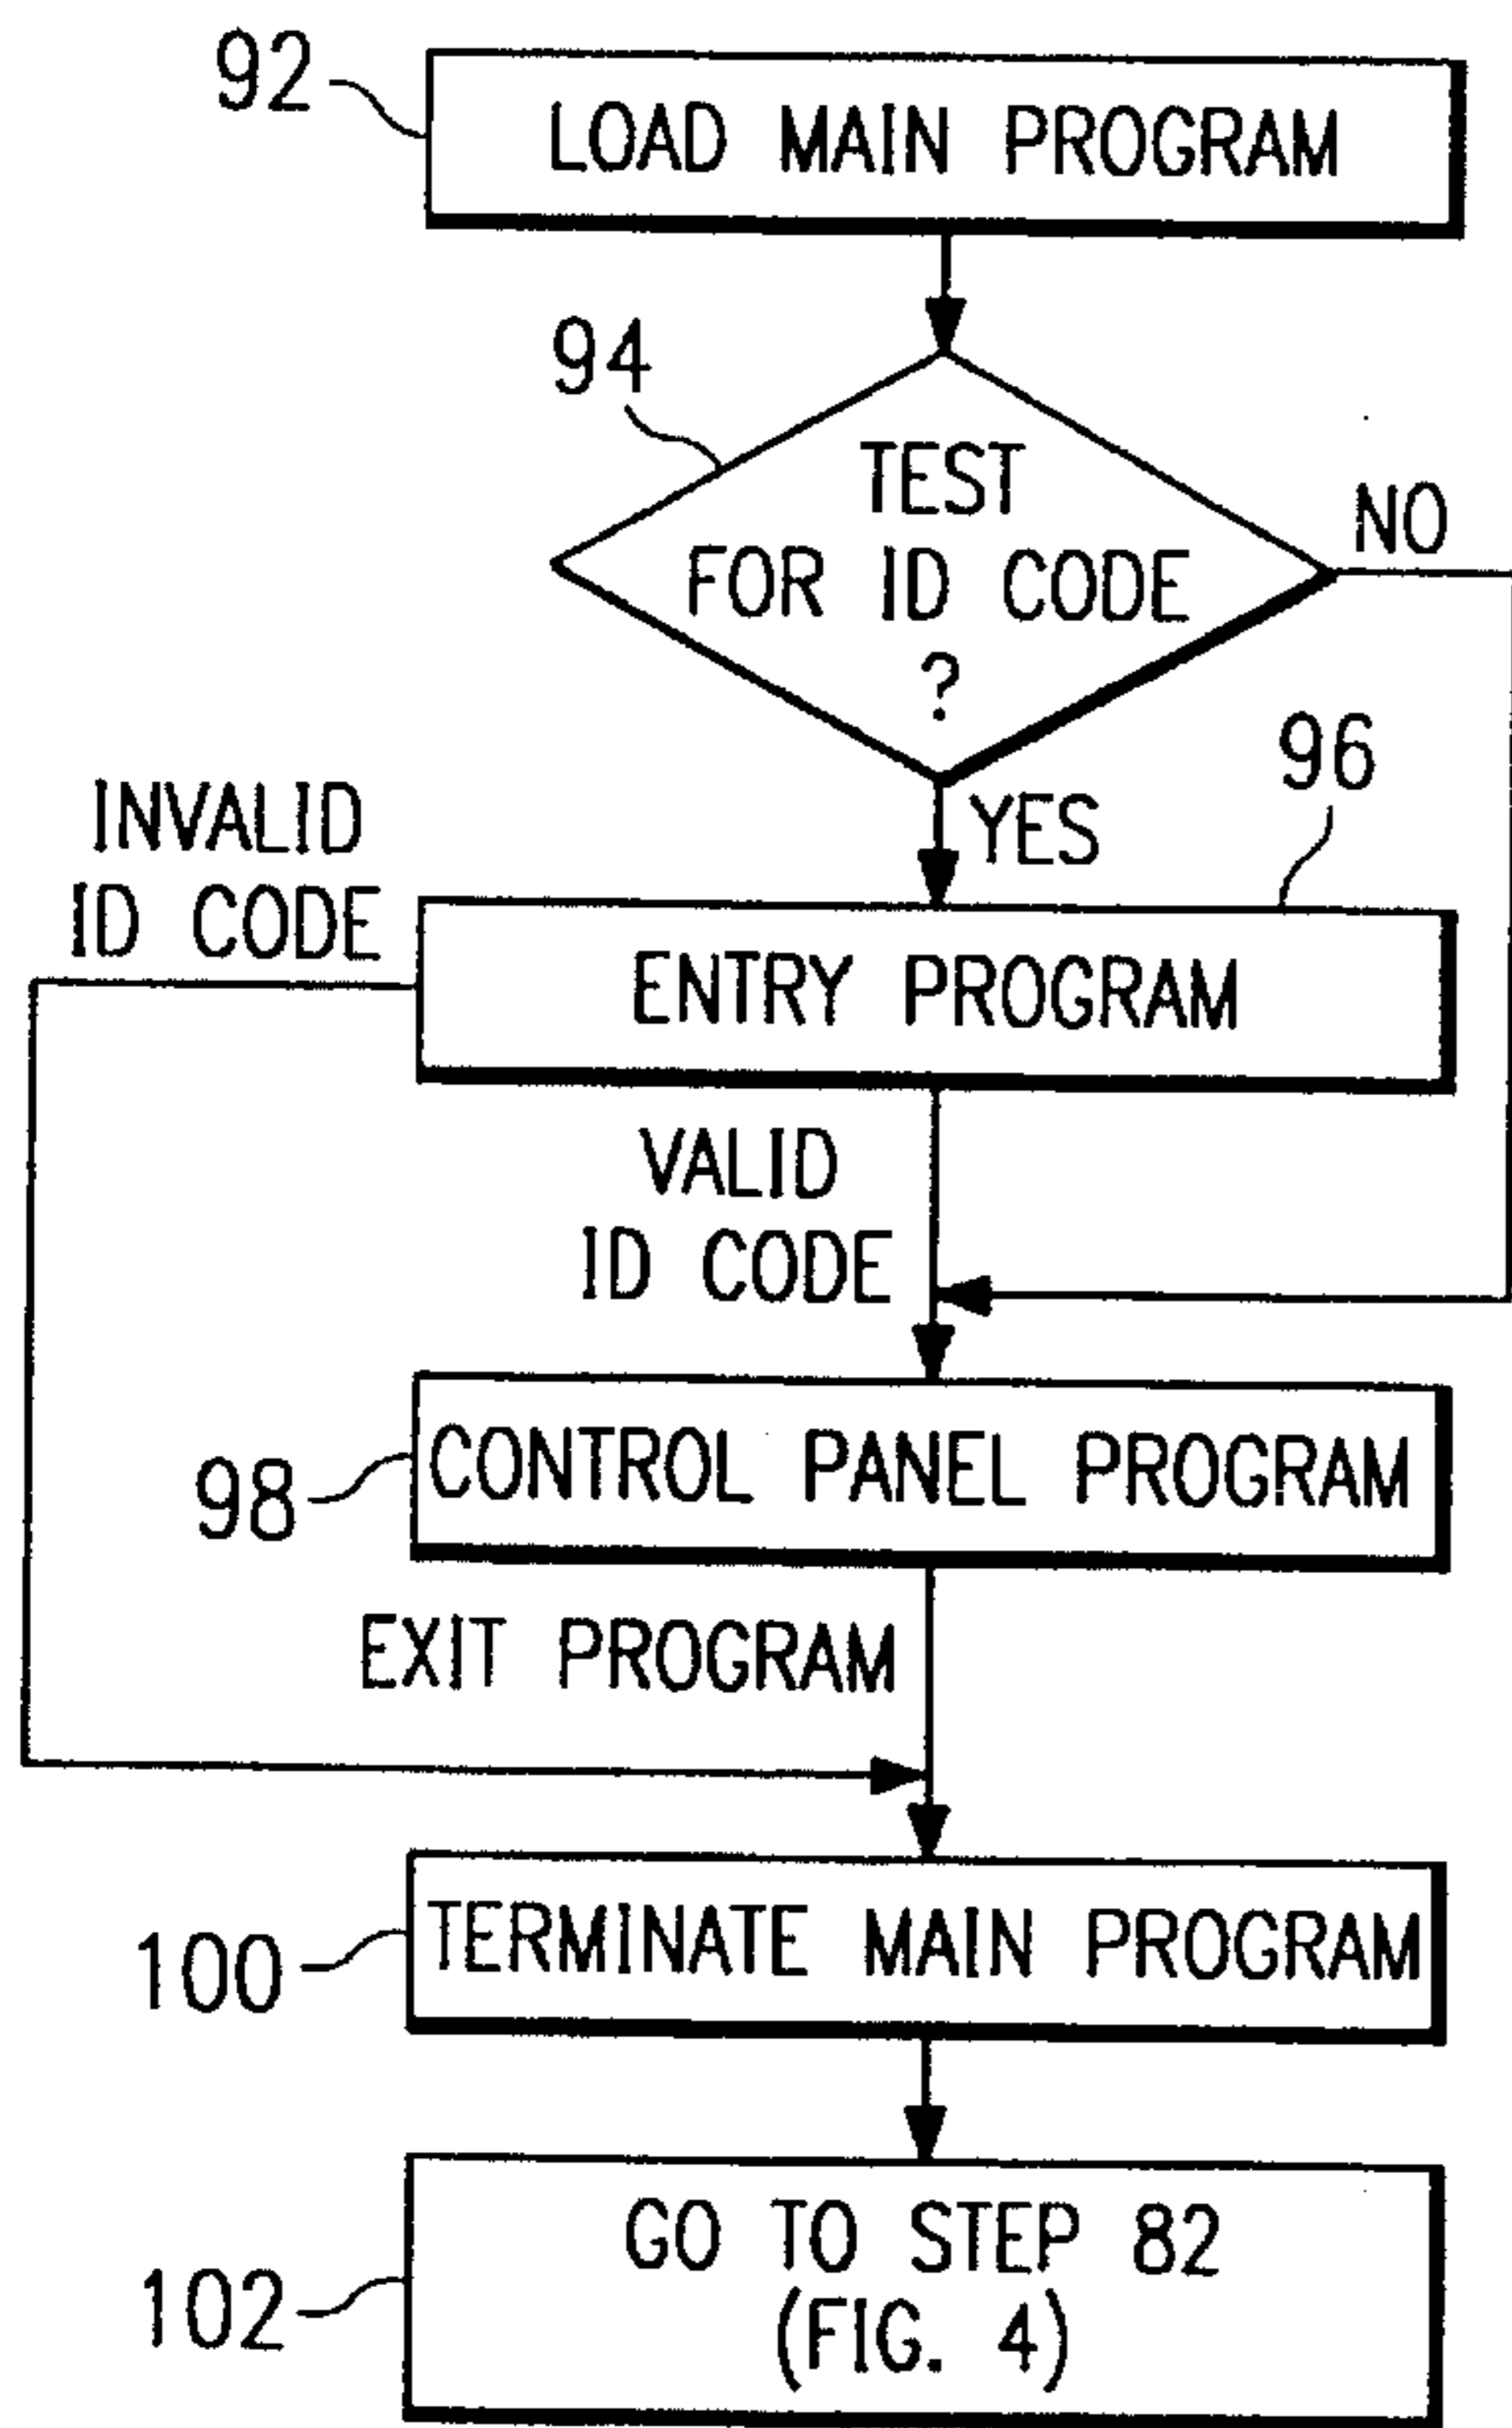 92
LOAD MAIN PROGRAM
94
TEST
FOR ID CODE
?
NO
YES
96
INVALID
ID CODE
ENTRY PROGRAM
VALID
ID CODE
98
CONTROL PANEL PROGRAM
EXIT PROGRAM
100
TERMINATE MAIN PROGRAM
102
GO TO STEP 82
(FIG. 4)